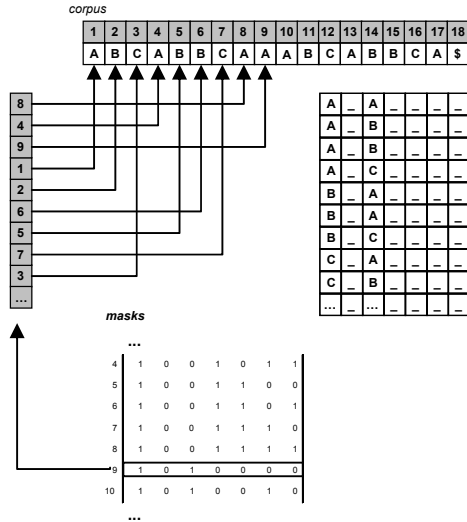 corpus
1 2 3 4 5 6 7 8 9 10 11 12 13 14 15 16 17 18
A B C A B B C A A A B C A B B C A $
8
4
9
1
2
6
5
7
3
...
A _ A _ _ _ _
A _ B _ _ _ _
A _ B _ _ _ _
A _ C _ _ _ _
B _ A _ _ _ _
B _ A _ _ _ _
B _ C _ _ _ _
C _ A _ _ _ _
C _ B _ _ _ _
... _ ... _ _ _ _
masks
...
4 1 0 0 1 0 1 1
5 1 0 0 1 1 0 0
6 1 0 0 1 1 0 1
7 1 0 0 1 1 1 0
8 1 0 0 1 1 1 1
9 1 0 1 0 0 0 0
10 1 0 1 0 0 1 0
...